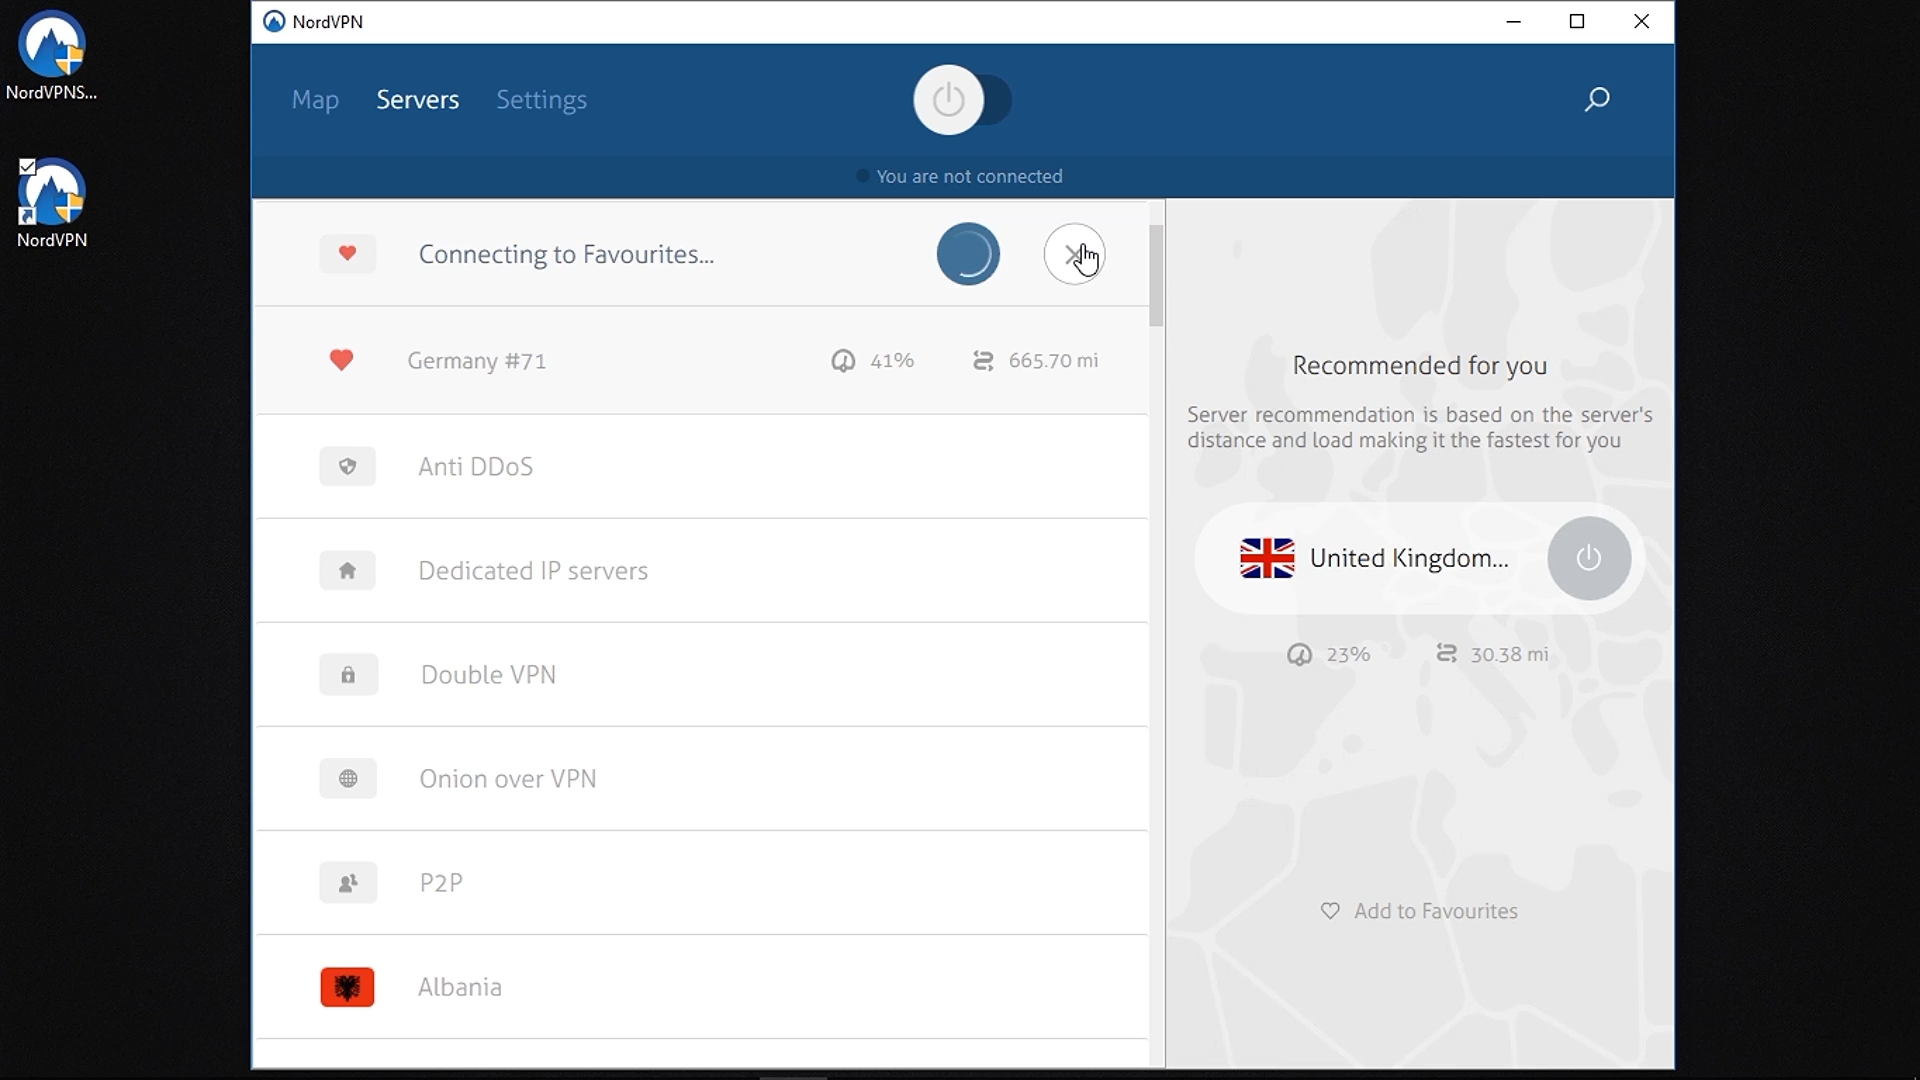 NordVPN
NordVPNS...
NordVPN
Map Servers Settings
You are not connected
Connecting to Favourites...
Germany #71 41% 665.70 mi
Anti DDoS
Dedicated IP servers
Double VPN
Onion over VPN
P2P
Albania
Recommended for you
Server recommendation is based on the server's
distance and load making it the fastest for you
United Kingdom...
23% 30.38 mi
Add to Favourites